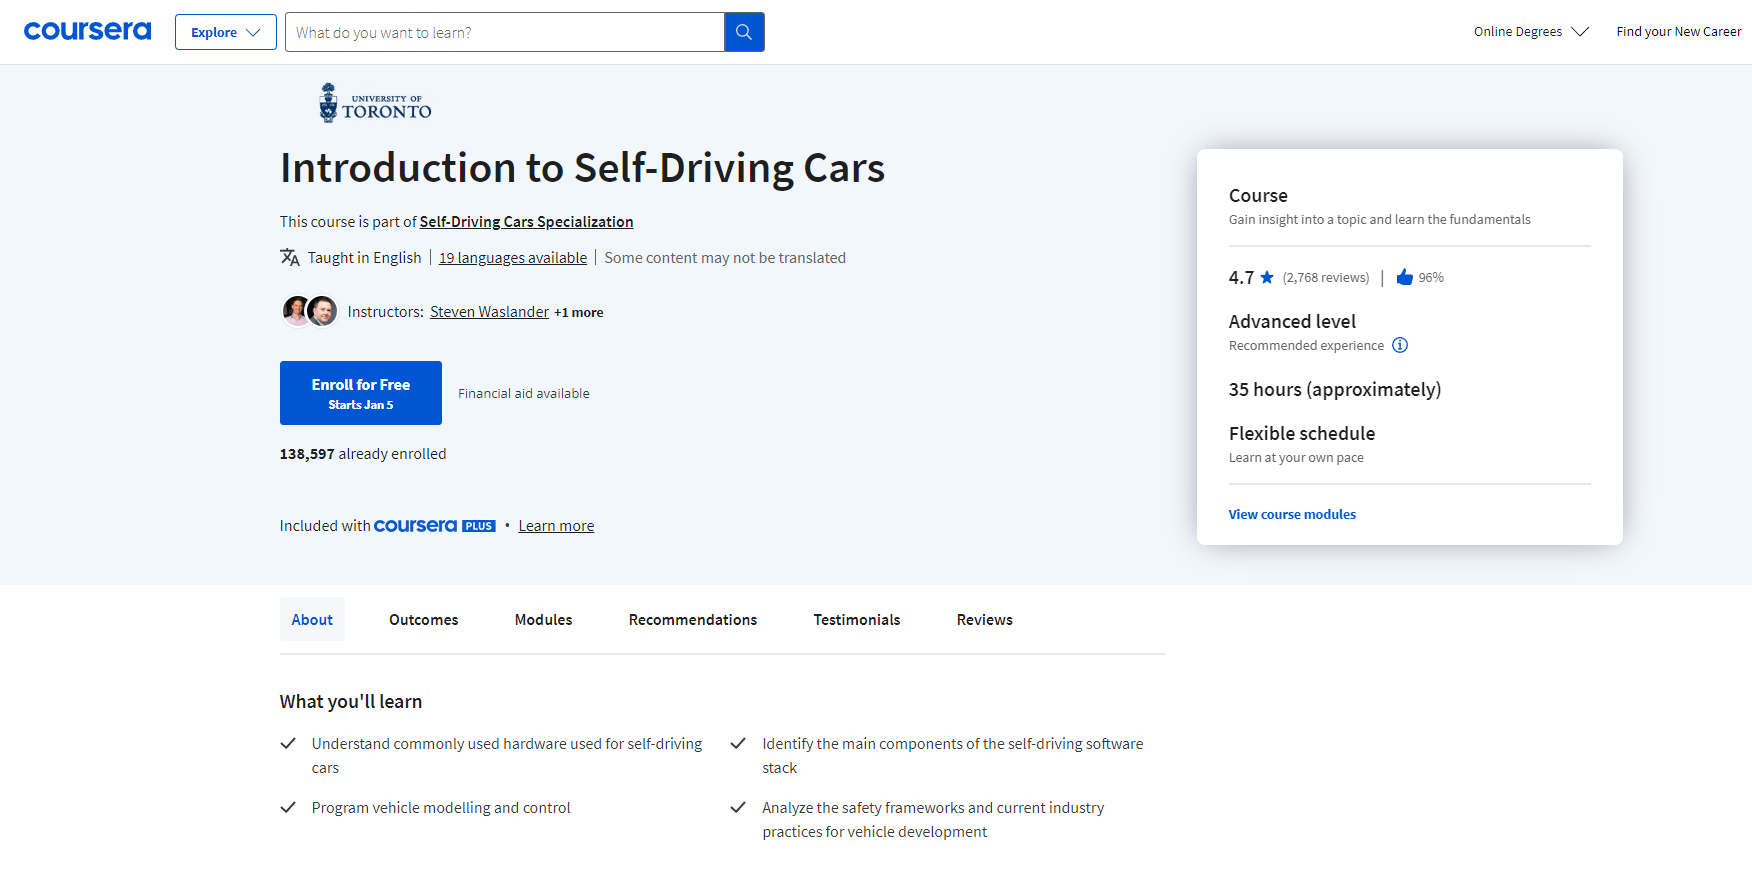 coursera
Explore
What do you want to learn?
Online Degrees
Find your New Career
UNIVERSITY OF
TORONTO
Introduction to Self-Driving Cars
This course is part of Self-Driving Cars Specialization
Taught in English | 19 languages available | Some content may not be translated
Instructors: Steven Waslander +1 more
Enroll for Free
Starts Jan 5
Financial aid available
138,597 already enrolled
Included with coursera PLUS • Learn more
Course
Gain insight into a topic and learn the fundamentals
4.7 (2,768 reviews) | 96%
Advanced level
Recommended experience
35 hours (approximately)
Flexible schedule
Learn at your own pace
View course modules
About
Outcomes
Modules
Recommendations
Testimonials
Reviews
What you'll learn
Understand commonly used hardware used for self-driving
cars
Identify the main components of the self-driving software
stack
Program vehicle modelling and control
Analyze the safety frameworks and current industry
practices for vehicle development